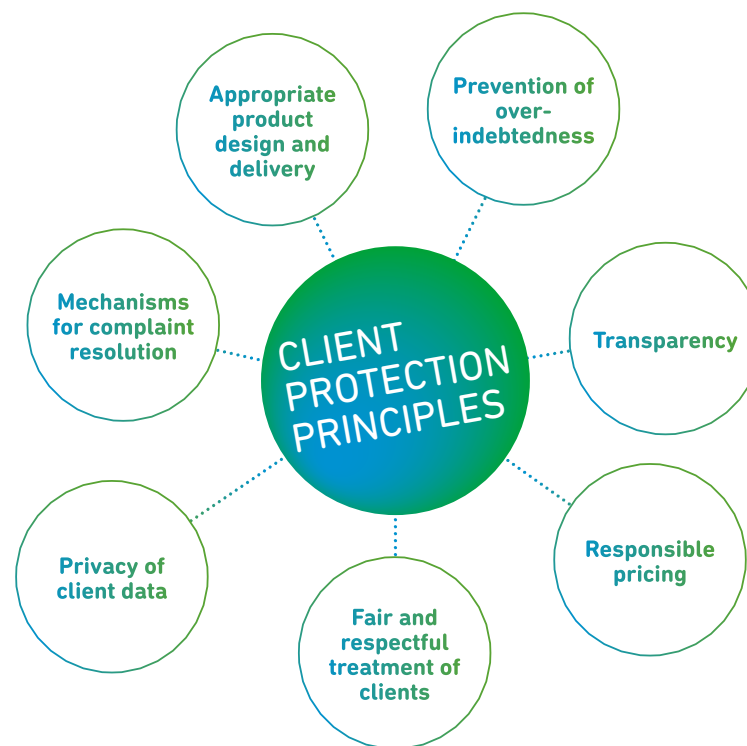 Appropriate
product
design and
delivery
Prevention of
over-
indebtedness
Mechanisms
for complaint
resolution
CLIENT
PROTECTION
PRINCIPLES
Transparency
Privacy of
client data
Responsible
pricing
Fair and
respectful
treatment of
clients